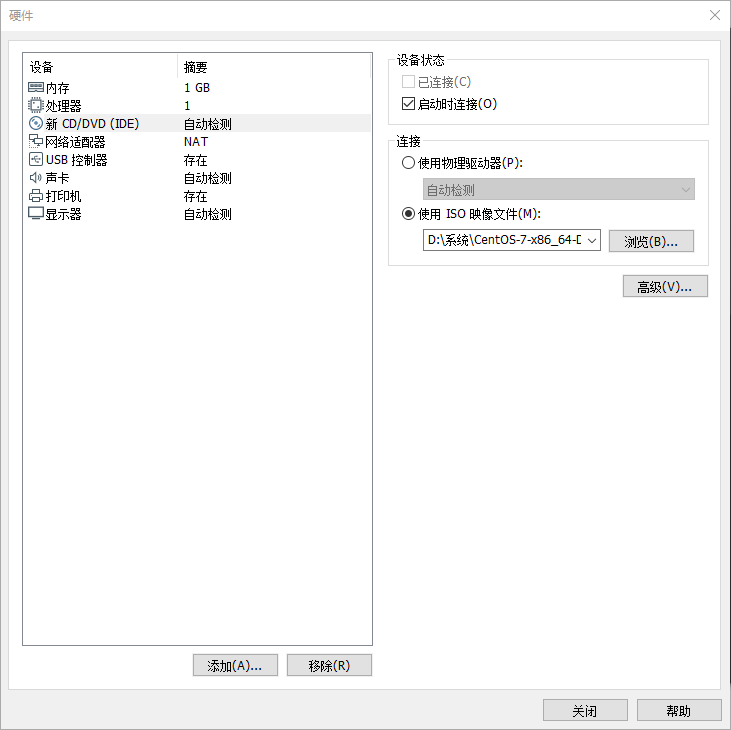 硬件
设备 摘要
内存 1 GB
处理器 1
新 CD/DVD (IDE) 自动检测
网络适配器 NAT
USB 控制器 存在
声卡 自动检测
打印机 存在
显示器 自动检测
添加(A)... 移除(R)
设备状态
已连接(C)
启动时连接(O)
连接
使用物理驱动器(P):
自动检测
使用 ISO 映像文件(M):
D:\系统\CentOS-7-x86_64-D 浏览(B)...
高级(V)...
关闭 帮助